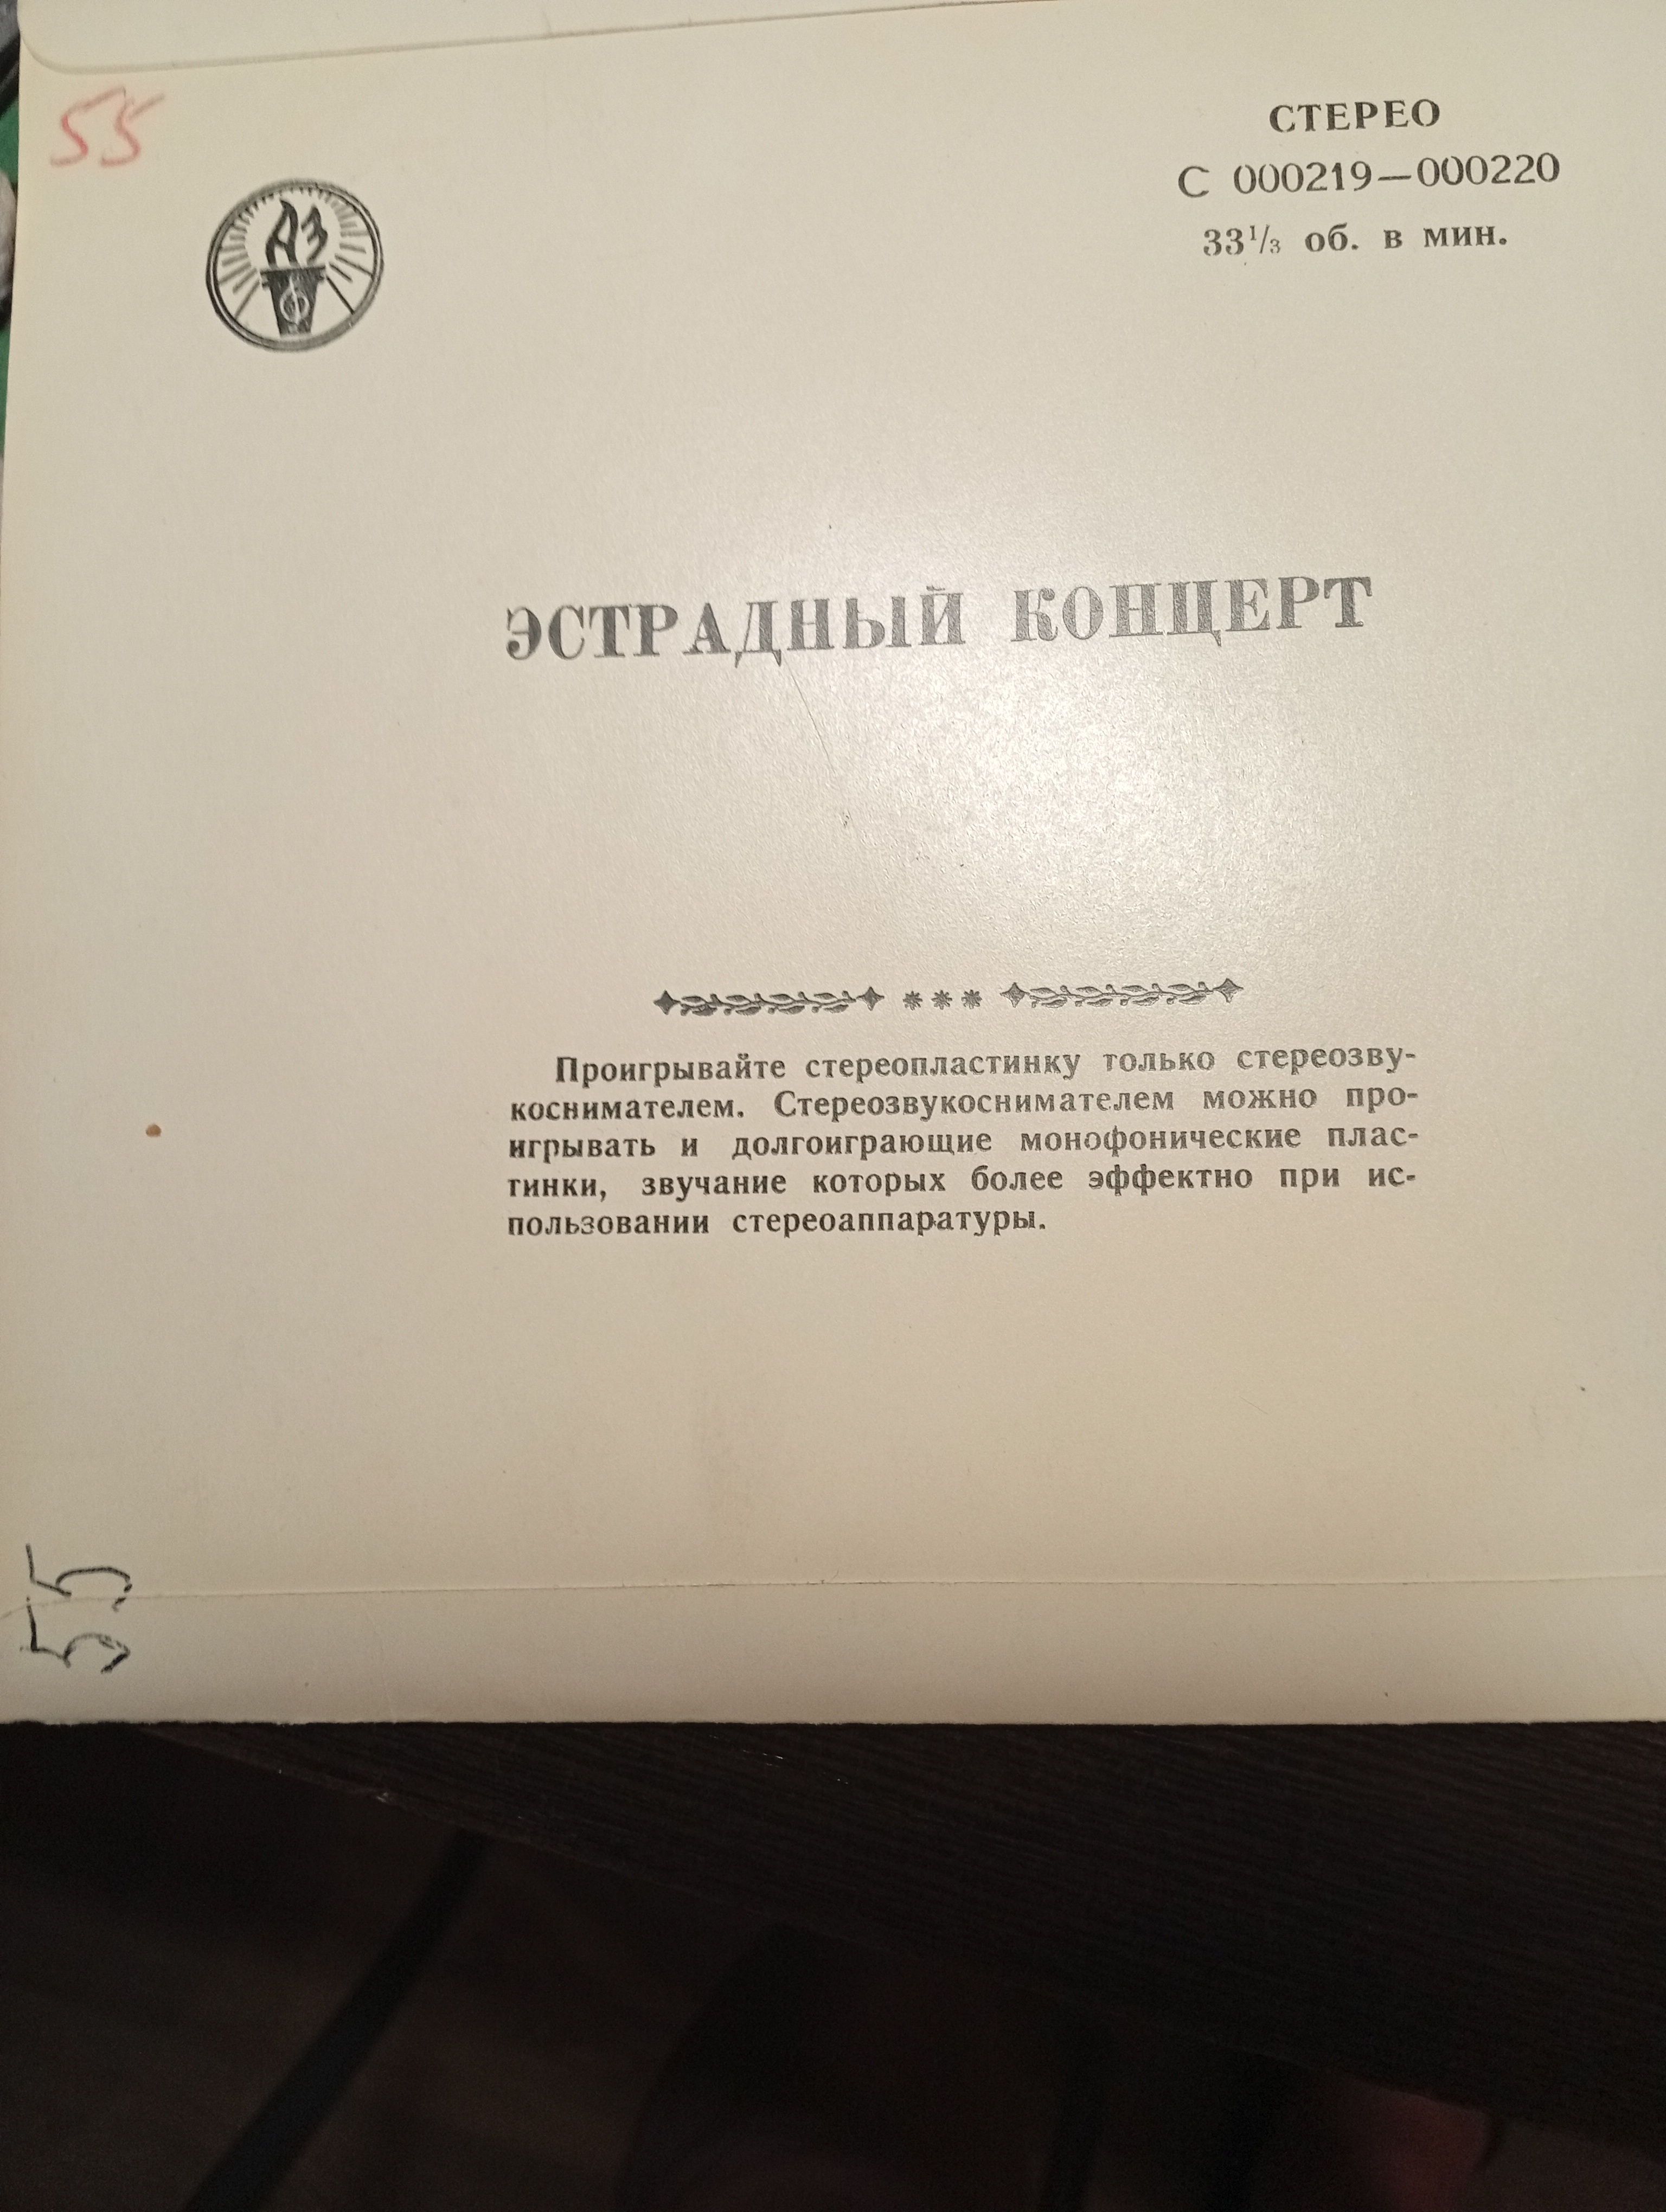 55
АЗ
СТЕРЕО
С 000219—000220
33¹/₃ об. в мин.
ЭСТРАДНЫЙ КОНЦЕРТ
* * *
Проигрывайте стереопластинку только стереозву-
коснимателем. Стереозвукоснимателем можно про-
игрывать и долгоиграющие монофонические плас-
тинки, звучание которых более эффектно при ис-
пользовании стереоаппаратуры.
55